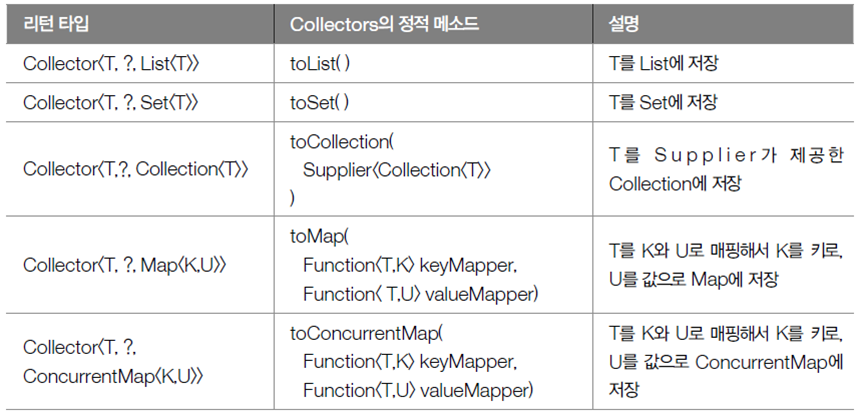 리턴 타입
Collectors의 정적 메소드
설명
Collector〈T, ?, List〈T〉〉
toList( )
T를 List에 저장
Collector〈T, ?, Set〈T〉〉
toSet( )
T를 Set에 저장
Collector〈T,?, Collection〈T〉〉
toCollection(
Supplier〈Collection〈T〉〉
)
T를 Supplier가 제공한
Collection에 저장
Collector〈T, ?, Map〈K,U〉〉
toMap(
Function〈T,K〉 keyMapper,
Function〈 T,U〉 valueMapper)
T를 K와 U로 매핑해서 K를 키로,
U를 값으로 Map에 저장
Collector〈T, ?,
ConcurrentMap〈K,U〉〉
toConcurrentMap(
Function〈T,K〉 keyMapper,
Function〈T,U〉 valueMapper)
T를 K와 U로 매핑해서 K를 키로,
U를 값으로 ConcurrentMap에
저장